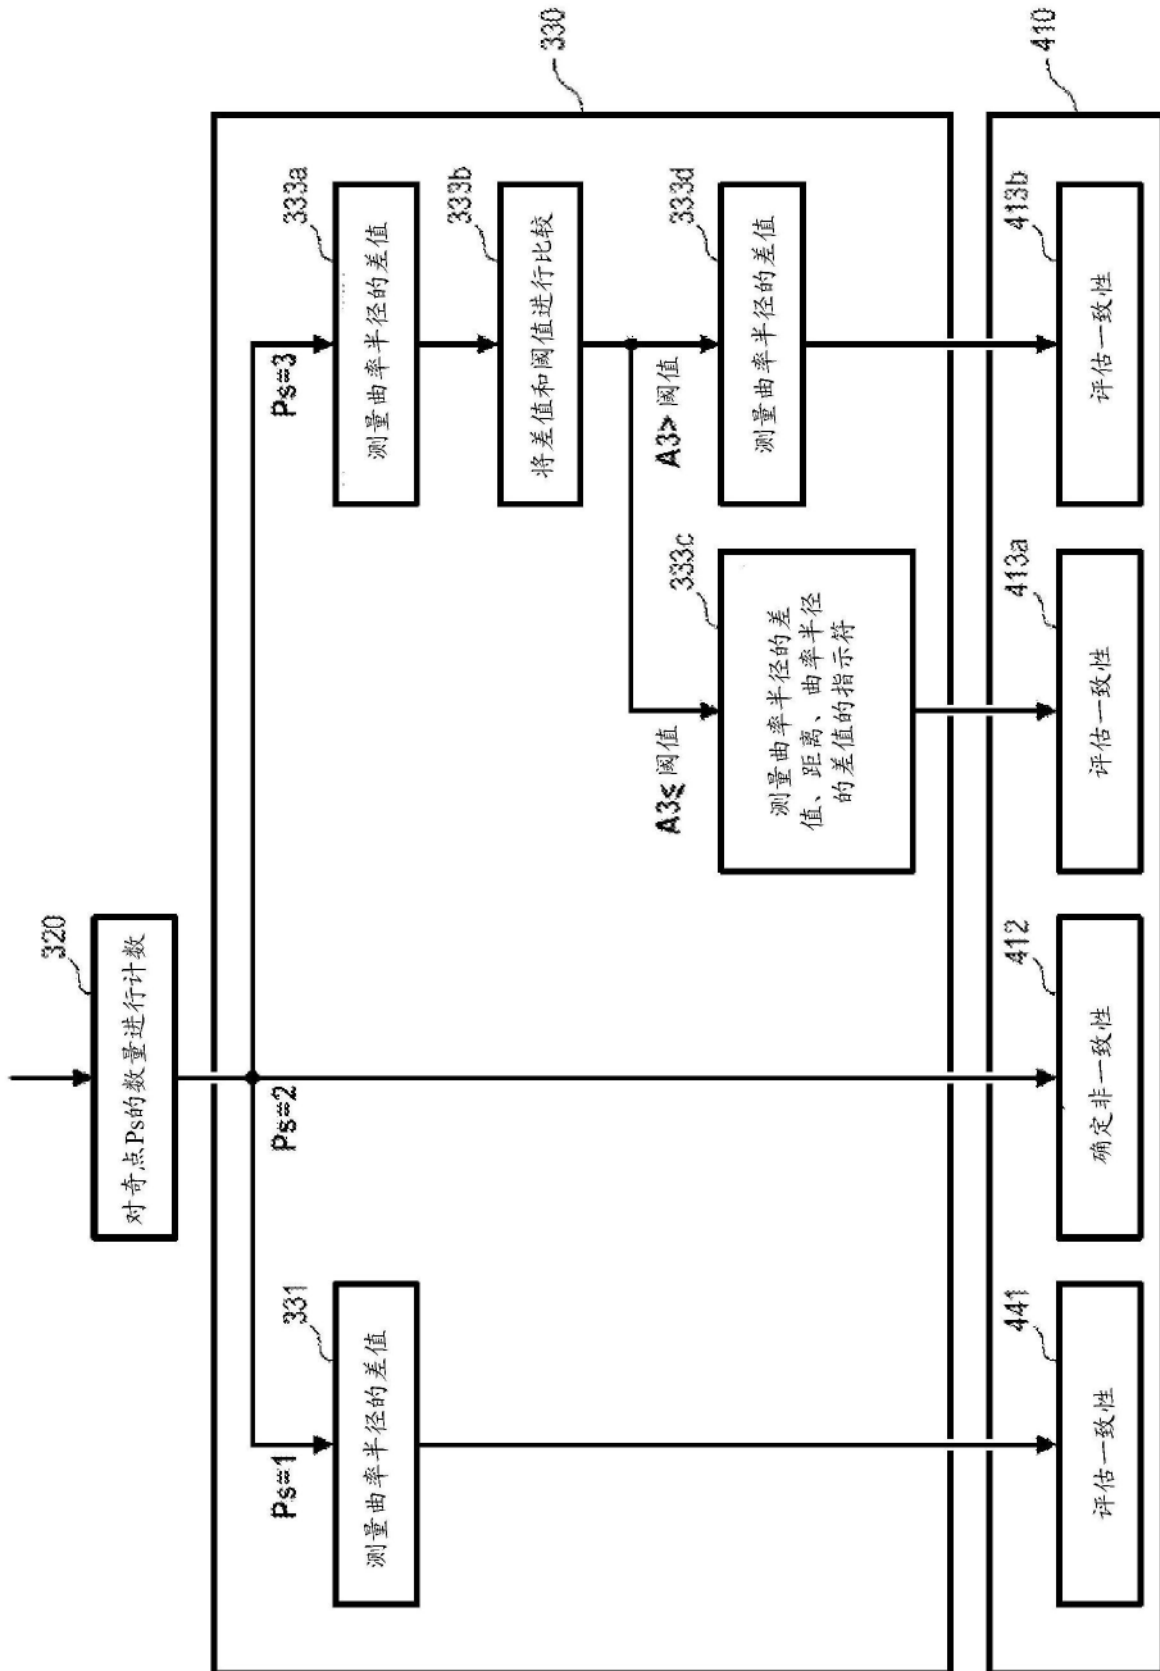 320
对奇点Ps的数量进行计数
330
Ps=1
Ps=2
Ps=3
331
测量曲率半径的差值
333a
测量曲率半径的差值
333b
将差值和阈值进行比较
A3≤ 阈值
A3> 阈值
333c
测量曲率半径的差
值、距离、曲率半径
的差值的指示符
333d
测量曲率半径的差值
410
441
评估一致性
412
确定非一致性
413a
评估一致性
413b
评估一致性